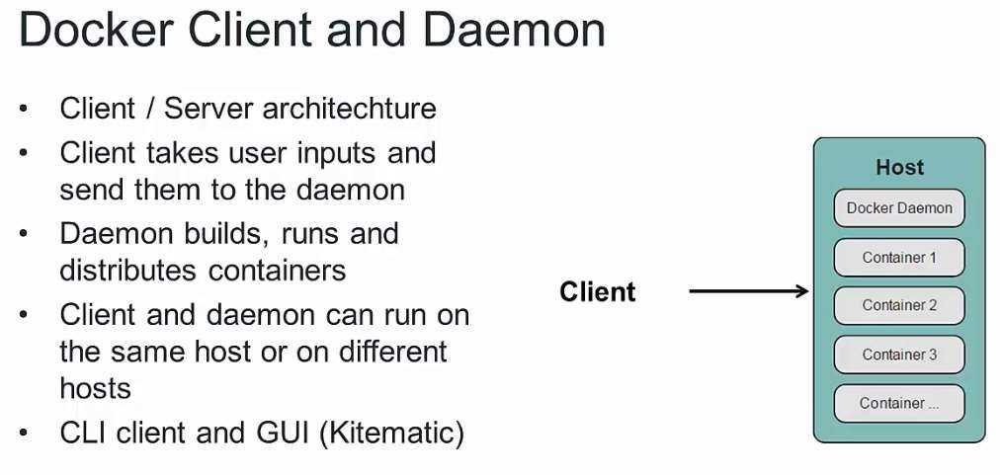 Docker Client and Daemon
• Client / Server architechture
• Client takes user inputs and
send them to the daemon
• Daemon builds, runs and
distributes containers
• Client and daemon can run on
the same host or on different
hosts
• CLI client and GUI (Kitematic)
Client
Host
Docker Daemon
Container 1
Container 2
Container 3
Container ...